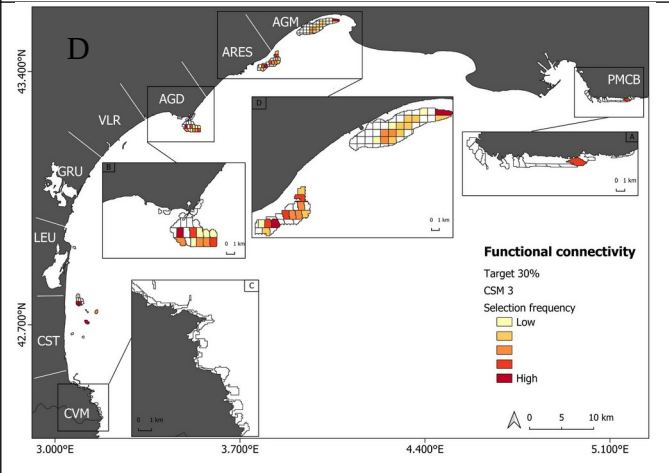 D
AGM
ARES
43.400°N
PMCB
AGD
VLR
D
A
0 1 km
GRU
B
0 1 km
0 1 km
LEU
C
Functional connectivity
Target 30%
CSM 3
Selection frequency
Low
High
42.700°N
CST
CVM
0 1 km
0 5 10 km
3.000°E 3.700°E 4.400°E 5.100°E